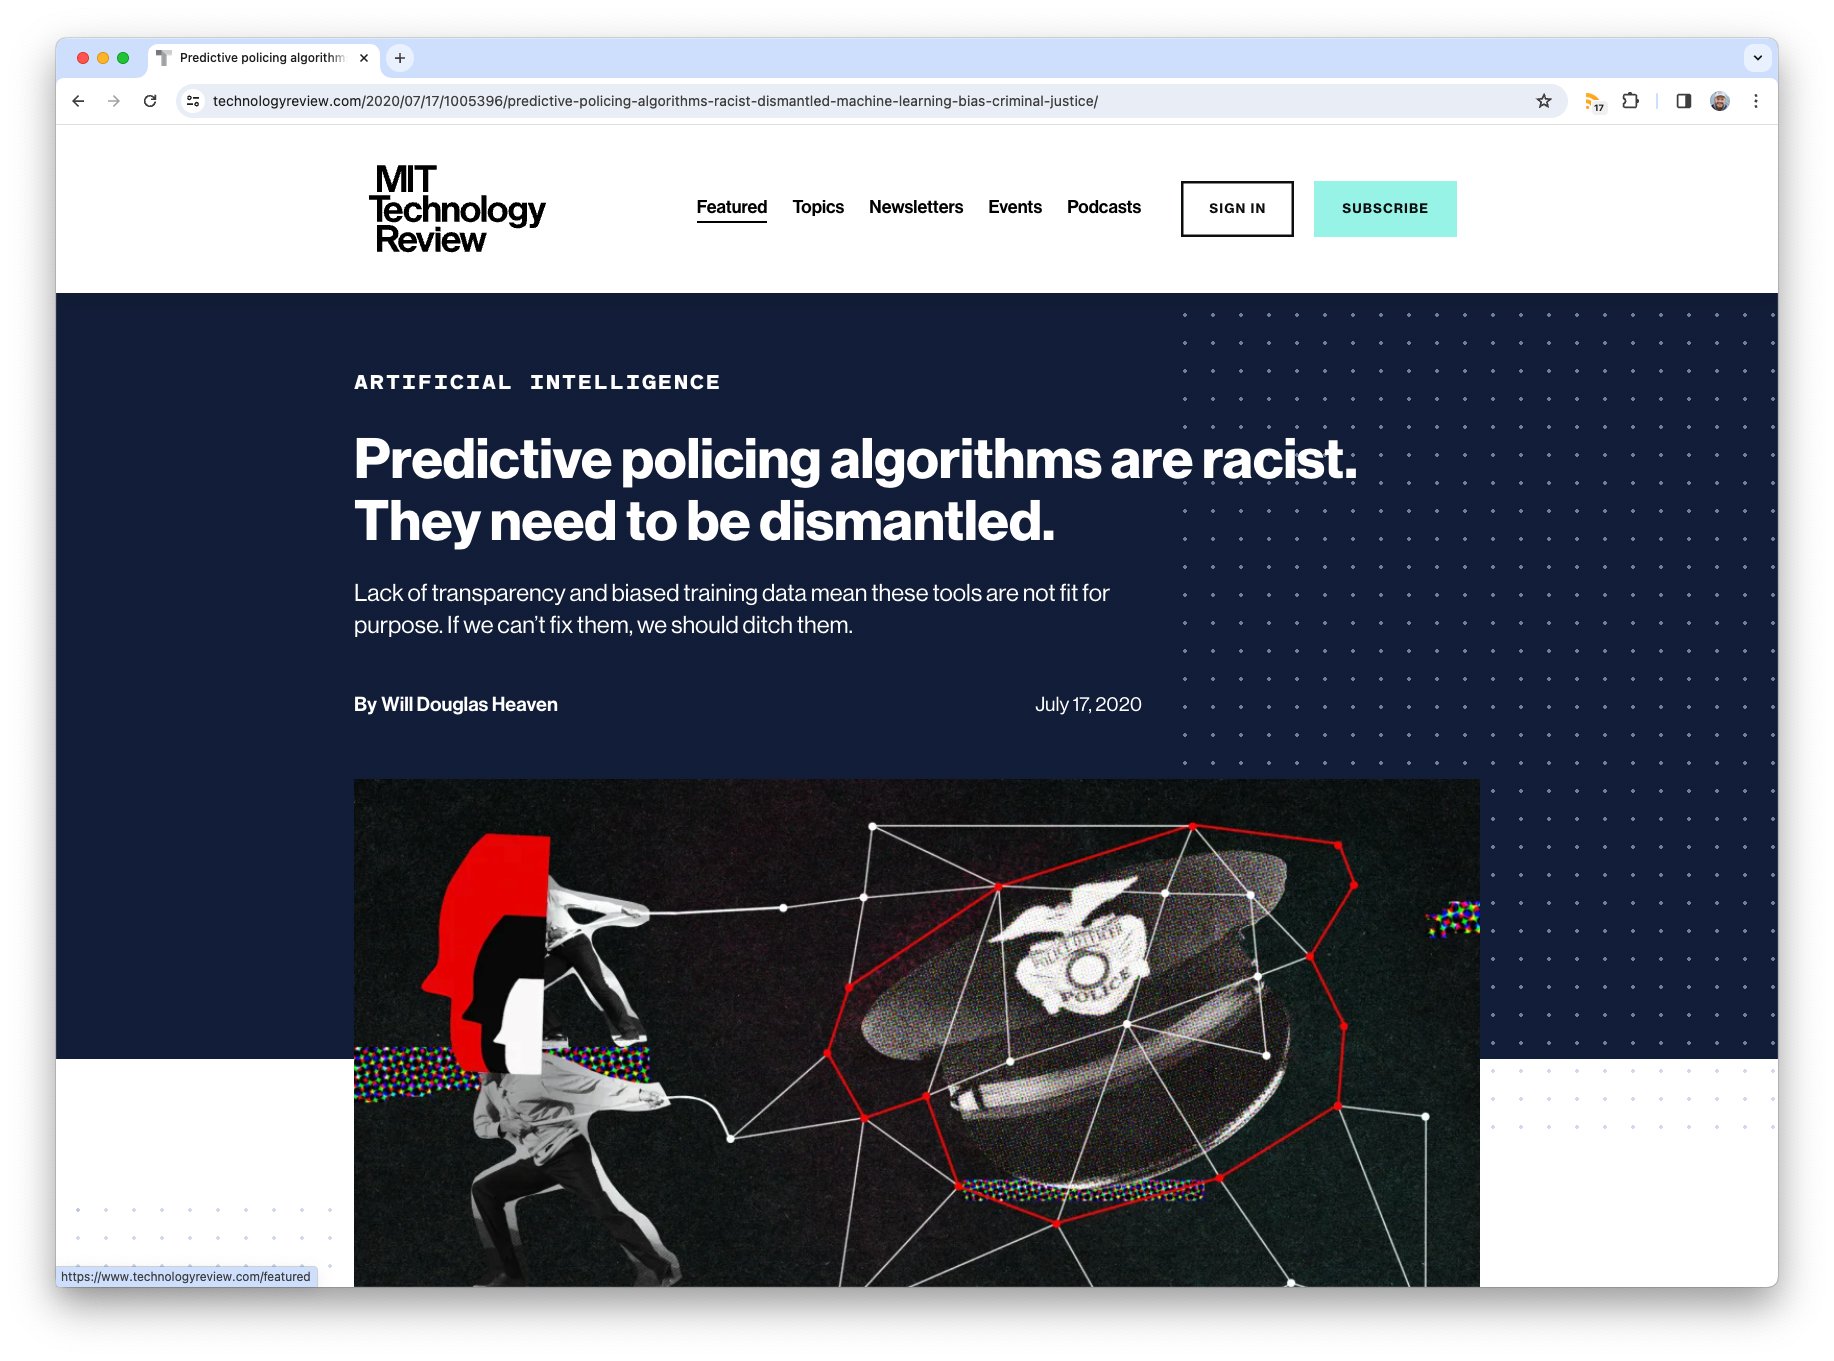 Predictive policing algorithm
technologyreview.com/2020/07/17/1005396/predictive-policing-algorithms-racist-dismantled-machine-learning-bias-criminal-justice/
17
MIT
Technology
Review
Featured
Topics
Newsletters
Events
Podcasts
SIGN IN
SUBSCRIBE
ARTIFICIAL INTELLIGENCE
Predictive policing algorithms are racist.
They need to be dismantled.
Lack of transparency and biased training data mean these tools are not fit for
purpose. If we can’t fix them, we should ditch them.
By Will Douglas Heaven
July 17, 2020
POLICE OFFICER
POLICE
https://www.technologyreview.com/featured